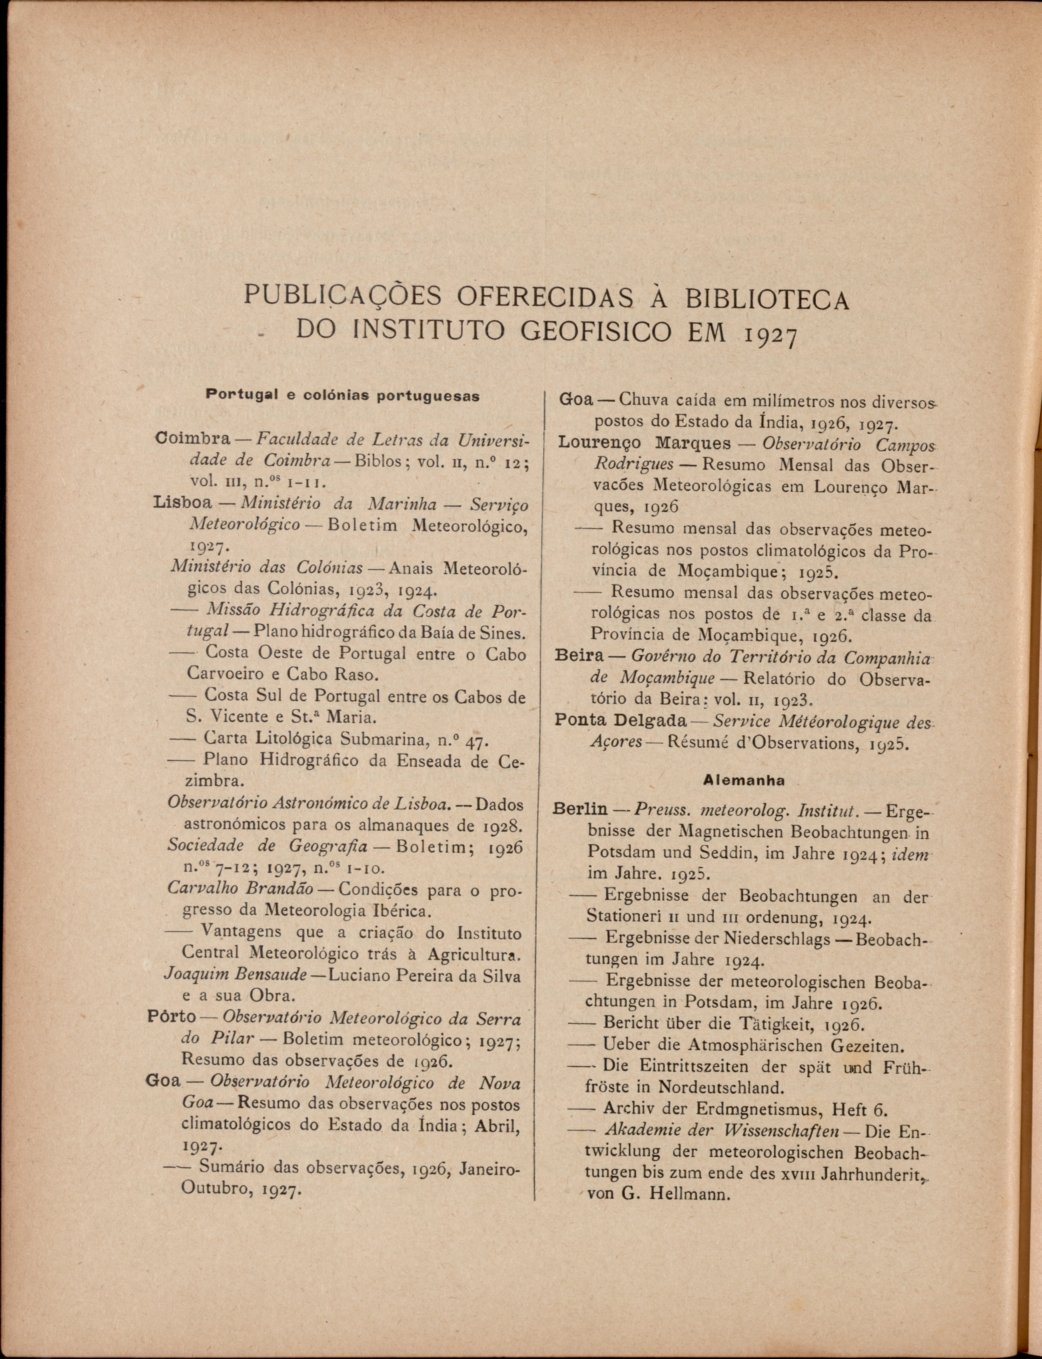 PUBLICAÇÕES OFERECIDAS À BIBLIOTECA
DO INSTITUTO GEOFISICO EM 1927
Portugal e colónias portuguesas
Coimbra — Faculdade de Letras da Universi-
dade de Coimbra — Biblos; vol. II, n.º 12;
vol. III, n.ᵒˢ 1-11.
Lisboa — Ministério da Marinha — Serviço
Meteorológico — Boletim Meteorológico,
1927.
Ministério das Colónias — Anais Meteoroló-
gicos das Colónias, 1923, 1924.
— Missão Hidrográfica da Costa de Por-
tugal — Plano hidrográfico da Baía de Sines.
— Costa Oeste de Portugal entre o Cabo
Carvoeiro e Cabo Raso.
— Costa Sul de Portugal entre os Cabos de
S. Vicente e St.ª Maria.
— Carta Litológica Submarina, n.º 47.
— Plano Hidrográfico da Enseada de Ce-
zimbra.
Observatório Astronómico de Lisboa. — Dados
astronómicos para os almanaques de 1928.
Sociedade de Geografia — Boletim; 1926
n.ᵒˢ 7-12; 1927, n.ᵒˢ 1-10.
Carvalho Brandão — Condições para o pro-
gresso da Meteorologia Ibérica.
— Vantagens que a criação do Instituto
Central Meteorológico trás à Agricultura.
Joaquim Bensaude — Luciano Pereira da Silva
e a sua Obra.
Pôrto — Observatório Meteorológico da Serra
do Pilar — Boletim meteorológico; 1927;
Resumo das observações de 1926.
Goa — Observatório Meteorológico de Nova
Goa — Resumo das observações nos postos
climatológicos do Estado da Índia; Abril,
1927.
— Sumário das observações, 1926, Janeiro-
Outubro, 1927.
Goa — Chuva caída em milímetros nos diversos
postos do Estado da Índia, 1926, 1927.
Lourenço Marques — Observatório Campos
Rodrigues — Resumo Mensal das Obser-
vacões Meteorológicas em Lourenço Mar-
ques, 1926
— Resumo mensal das observações meteo-
rológicas nos postos climatológicos da Pro-
víncia de Moçambique; 1925.
— Resumo mensal das observações meteo-
rológicas nos postos de 1.ª e 2.ª classe da
Província de Moçambique, 1926.
Beira — Govêrno do Território da Companhia
de Moçambique — Relatório do Observa-
tório da Beira; vol. II, 1923.
Ponta Delgada — Service Météorologique des
Açores — Résumé d'Observations, 1925.
Alemanha
Berlin — Preuss. meteorolog. Institut. — Erge-
bnisse der Magnetischen Beobachtungen in
Potsdam und Seddin, im Jahre 1924; idem
im Jahre. 1925.
— Ergebnisse der Beobachtungen an der
Stationeri II und III ordenung, 1924.
— Ergebnisse der Niederschlags — Beobach-
tungen im Jahre 1924.
— Ergebnisse der meteorologischen Beoba-
chtungen in Potsdam, im Jahre 1926.
— Bericht über die Tätigkeit, 1926.
— Ueber die Atmosphärischen Gezeiten.
— Die Eintrittszeiten der spät und Früh-
fröste in Nordeutschland.
— Archiv der Erdmgnetismus, Heft 6.
— Akademie der Wissenschaften — Die En-
twicklung der meteorologischen Beobach-
tungen bis zum ende des XVIII Jahrhunderit,
von G. Hellmann.